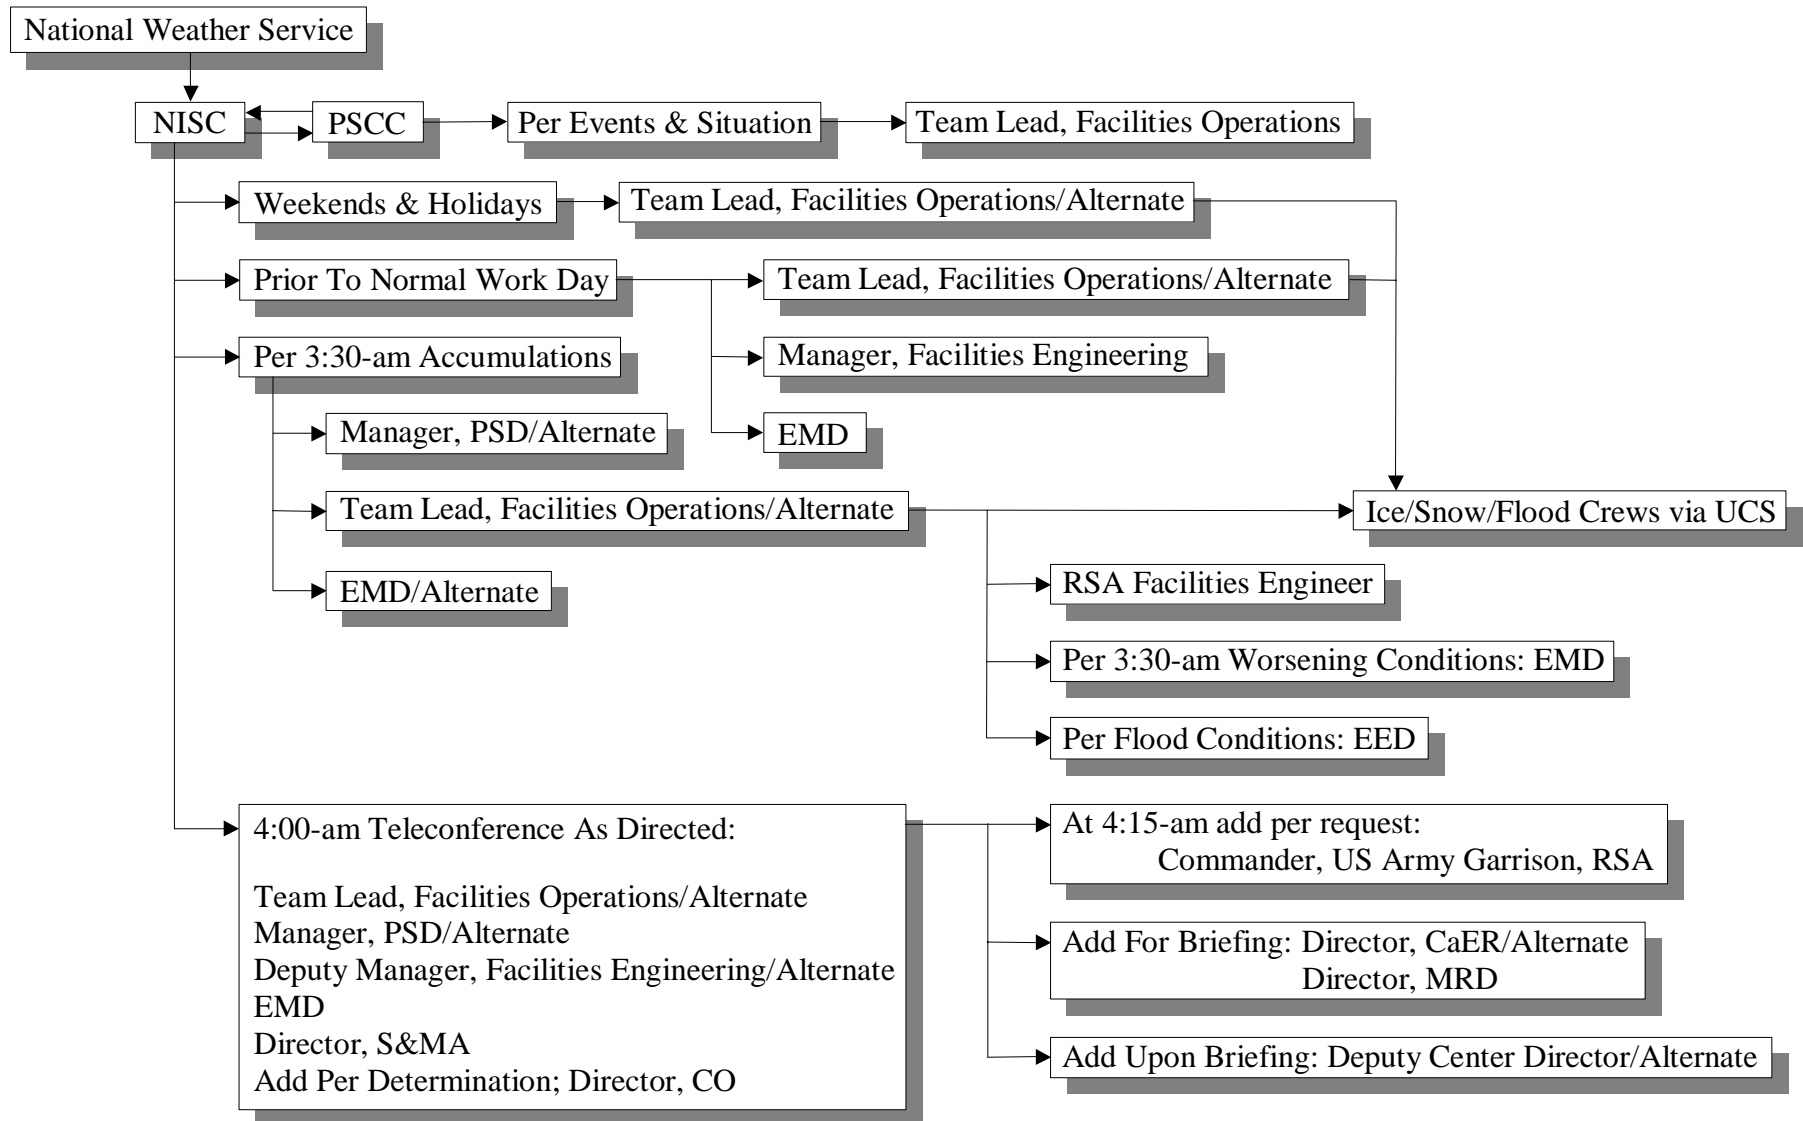 National Weather Service
NISC
PSCC
Per Events & Situation
Team Lead, Facilities Operations
Weekends & Holidays
Team Lead, Facilities Operations/Alternate
Prior To Normal Work Day
Team Lead, Facilities Operations/Alternate
Per 3:30-am Accumulations
Manager, Facilities Engineering
Manager, PSD/Alternate
EMD
Team Lead, Facilities Operations/Alternate
Ice/Snow/Flood Crews via UCS
EMD/Alternate
RSA Facilities Engineer
Per 3:30-am Worsening Conditions: EMD
Per Flood Conditions: EED
4:00-am Teleconference As Directed:
Team Lead, Facilities Operations/Alternate
Manager, PSD/Alternate
Deputy Manager, Facilities Engineering/Alternate
EMD
Director, S&MA
Add Per Determination; Director, CO
At 4:15-am add per request:
Commander, US Army Garrison, RSA
Add For Briefing: Director, CaER/Alternate
Director, MRD
Add Upon Briefing: Deputy Center Director/Alternate